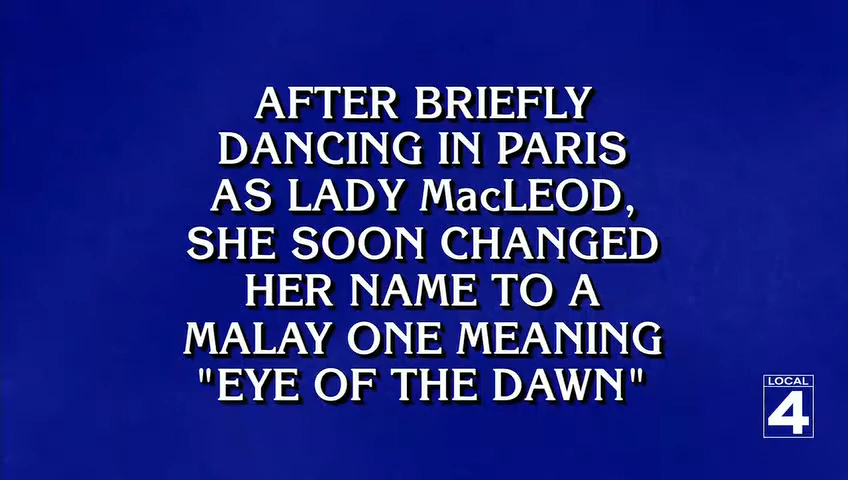 AFTER BRIEFLY
DANCING IN PARIS
AS LADY MacLEOD,
SHE SOON CHANGED
HER NAME TO A
MALAY ONE MEANING
"EYE OF THE DAWN"
LOCAL
4